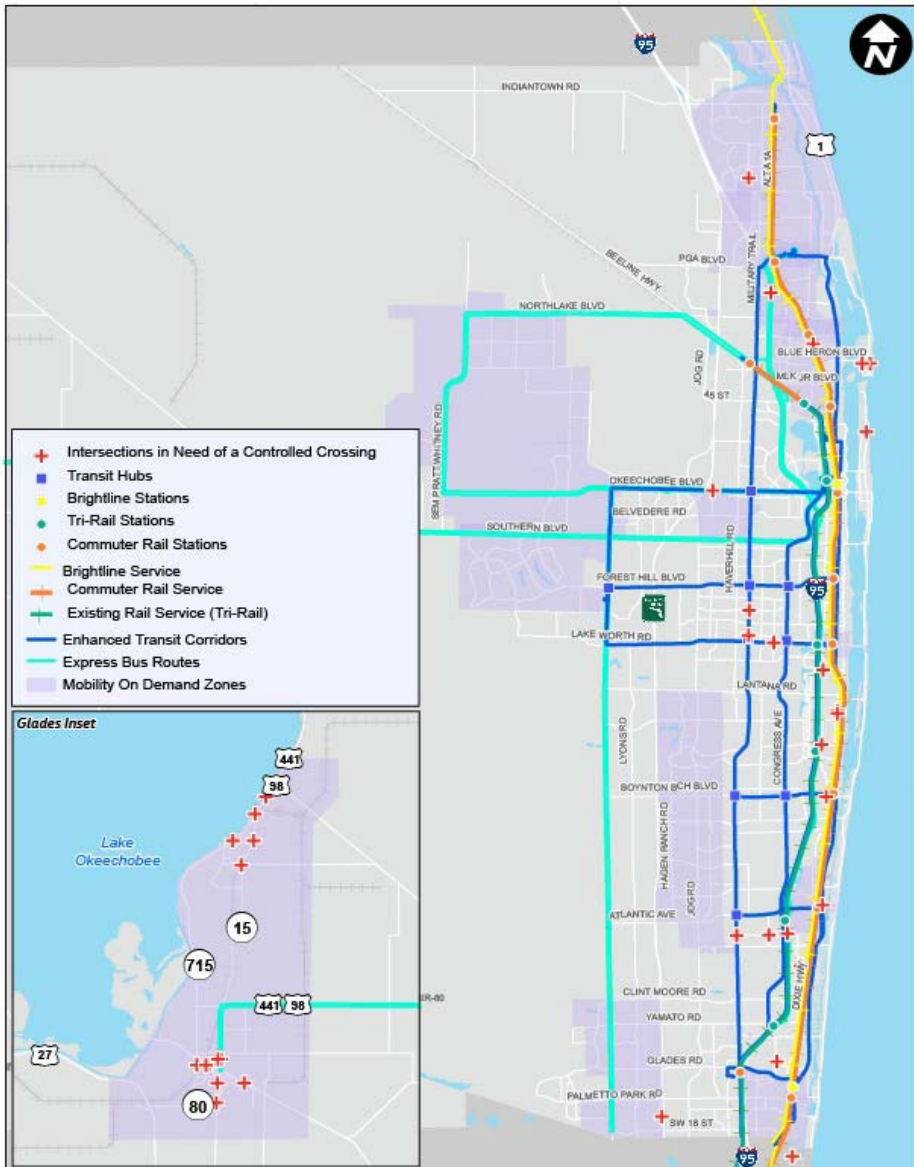 95
N
INDIANTOWN RD
1
ALT A1A
MILITARY TRAIL
BEELINE HWY
PGA BLVD
NORTHLAKE BLVD
BLUE HERON BLVD
JOG RD
MLK JR BLVD
45 ST
SEM PRATT WHITNEY RD
OKEECHOBEE BLVD
BELVEDERE RD
SOUTHERN BLVD
HAVERHILL RD
FOREST HILL BLVD
95
LAKE WORTH RD
LANTANA RD
LYONS RD
CONGRESS AVE
BOYNTON BCH BLVD
HAGEN RANCH RD
JOG RD
ATLANTIC AVE
DIXIE HWY
CLINT MOORE RD
YAMATO RD
GLADES RD
PALMETTO PARK RD
SW 18 ST
95
Intersections in Need of a Controlled Crossing
Transit Hubs
Brightline Stations
Tri-Rail Stations
Commuter Rail Stations
Brightline Service
Commuter Rail Service
Existing Rail Service (Tri-Rail)
Enhanced Transit Corridors
Express Bus Routes
Mobility On Demand Zones
Glades Inset
441
98
Lake
Okeechobee
15
715
441 98
27
80